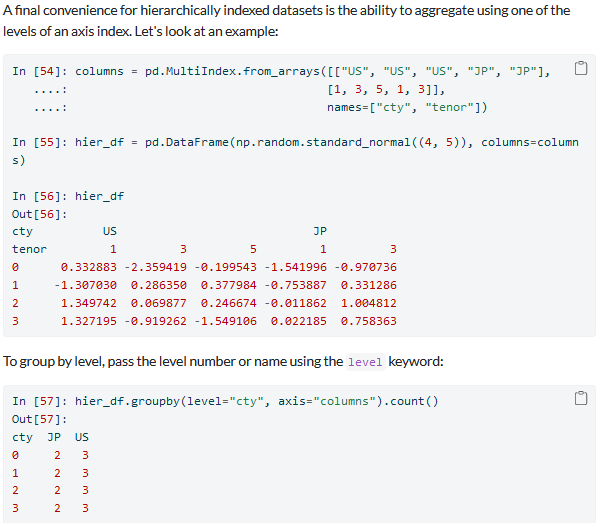 A final convenience for hierarchically indexed datasets is the ability to aggregate using one of the
levels of an axis index. Let's look at an example:
In [54]: columns = pd.MultiIndex.from_arrays([["US", "US", "US", "JP", "JP"],
   ....:                                     [1, 3, 5, 1, 3]],
   ....:                                     names=["cty", "tenor"])
In [55]: hier_df = pd.DataFrame(np.random.standard_normal((4, 5)), columns=column
s)
In [56]: hier_df
Out[56]:
cty          US                            JP
tenor         1         3         5         1         3
0      0.332883 -2.359419 -0.199543 -1.541996 -0.970736
1     -1.307030  0.286350  0.377984 -0.753887  0.331286
2      1.349742  0.069877  0.246674 -0.011862  1.004812
3      1.327195 -0.919262 -1.549106  0.022185  0.758363
To group by level, pass the level number or name using the level keyword:
In [57]: hier_df.groupby(level="cty", axis="columns").count()
Out[57]:
cty  JP  US
0     2   3
1     2   3
2     2   3
3     2   3